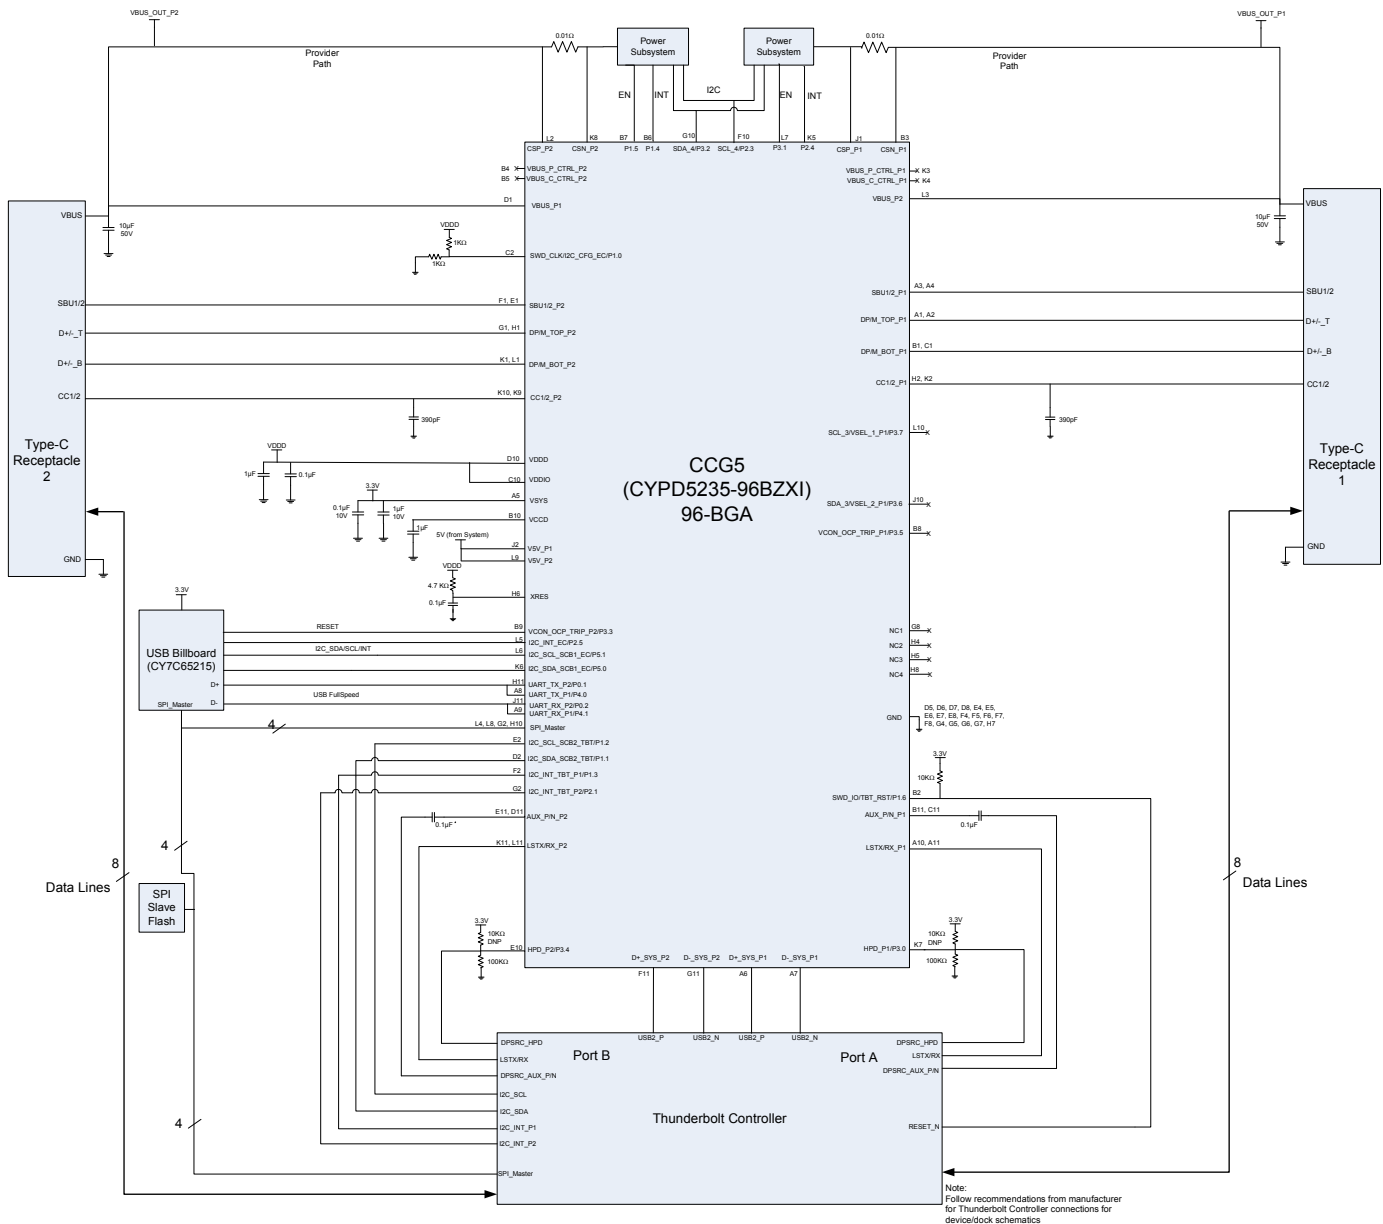 VBUS_OUT_P2
VBUS_OUT_P1
0.01Ω
Power
Subsystem
Power
Subsystem
0.01Ω
Provider
Path
Provider
Path
EN
INT
I2C
EN
INT
L2
K8
B7
B6
G10
F10
L7
K5
J1
B3
CSP_P2
CSN_P2
P1.5
P1.4
SDA_4/P3.2
SCL_4/P2.3
P3.1
P2.4
CSP_P1
CSN_P1
B4
VBUS_P_CTRL_P2
B5
VBUS_C_CTRL_P2
VBUS_P_CTRL_P1
K3
VBUS_C_CTRL_P1
K4
D1
VBUS_P1
VBUS_P2
L3
VBUS
10µF
50V
VBUS
10µF
50V
VDDD
1KΩ
1KΩ
C2
SWD_CLK/I2C_CFG_EC/P1.0
SBU1/2
F1, E1
SBU1/2_P2
SBU1/2_P1
A3, A4
SBU1/2
D+/-_T
G1, H1
DP/M_TOP_P2
DP/M_TOP_P1
A1, A2
D+/-_T
D+/-_B
K1, L1
DP/M_BOT_P2
DP/M_BOT_P1
B1, C1
D+/-_B
CC1/2
K10, K9
CC1/2_P2
CC1/2_P1
H2, K2
CC1/2
390pF
390pF
Type-C
Receptacle
2
Type-C
Receptacle
1
CCG5
(CYPD5235-96BZXI)
96-BGA
SCL_3/VSEL_1_P1/P3.7
L10
SDA_3/VSEL_2_P1/P3.6
J10
VCON_OCP_TRIP_P1/P3.5
B8
VDDD
1µF
0.1µF
D10
VDDD
C10
VDDIO
3.3V
0.1µF
10V
1µF
10V
A5
VSYS
1µF
B10
VCCD
5V (from System)
J2
V5V_P1
L9
V5V_P2
VDDD
4.7 KΩ
0.1µF
H6
XRES
GND
GND
3.3V
USB Billboard
(CY7C65215)
D+
D-
SPI_Master
RESET
I2C_SDA/SCL/INT
USB FullSpeed
B9
VCON_OCP_TRIP_P2/P3.3
L5
I2C_INT_EC/P2.5
L6
I2C_SCL_SCB1_EC/P5.1
K6
I2C_SDA_SCB1_EC/P5.0
H11
UART_TX_P2/P0.1
A8
UART_TX_P1/P4.0
J11
UART_RX_P2/P0.2
A9
UART_RX_P1/P4.1
4
L4, L8, G2, H10
SPI_Master
E2
I2C_SCL_SCB2_TBT/P1.2
D2
I2C_SDA_SCB2_TBT/P1.1
F2
I2C_INT_TBT_P1/P1.3
G2
I2C_INT_TBT_P2/P2.1
NC1
G8
NC2
H4
NC3
H5
NC4
H8
GND
D5, D6, D7, D8, E4, E5,
E6, E7, E8, F4, F5, F6, F7,
F8, G4, G5, G6, G7, H7
3.3V
10KΩ
SWD_IO/TBT_RST/P1.6
B2
E11, D11
0.1µF
AUX_P/N_P2
AUX_P/N_P1
B11, C11
0.1µF
K11, L11
LSTX/RX_P2
LSTX/RX_P1
A10, A11
4
8
Data Lines
8
Data Lines
SPI
Slave
Flash
3.3V
10KΩ
DNP
100KΩ
E10
HPD_P2/P3.4
HPD_P1/P3.0
K7
3.3V
10KΩ
DNP
100KΩ
D+_SYS_P2
D-_SYS_P2
D+_SYS_P1
D-_SYS_P1
F11
G11
A6
A7
USB2_P
USB2_N
USB2_P
USB2_N
DPSRC_HPD
LSTX/RX
DPSRC_AUX_P/N
I2C_SCL
I2C_SDA
I2C_INT_P1
I2C_INT_P2
SPI_Master
Port B
Port A
Thunderbolt Controller
DPSRC_HPD
LSTX/RX
DPSRC_AUX_P/N
RESET_N
4
Note:
Follow recommendations from manufacturer
for Thunderbolt Controller connections for
device/dock schematics